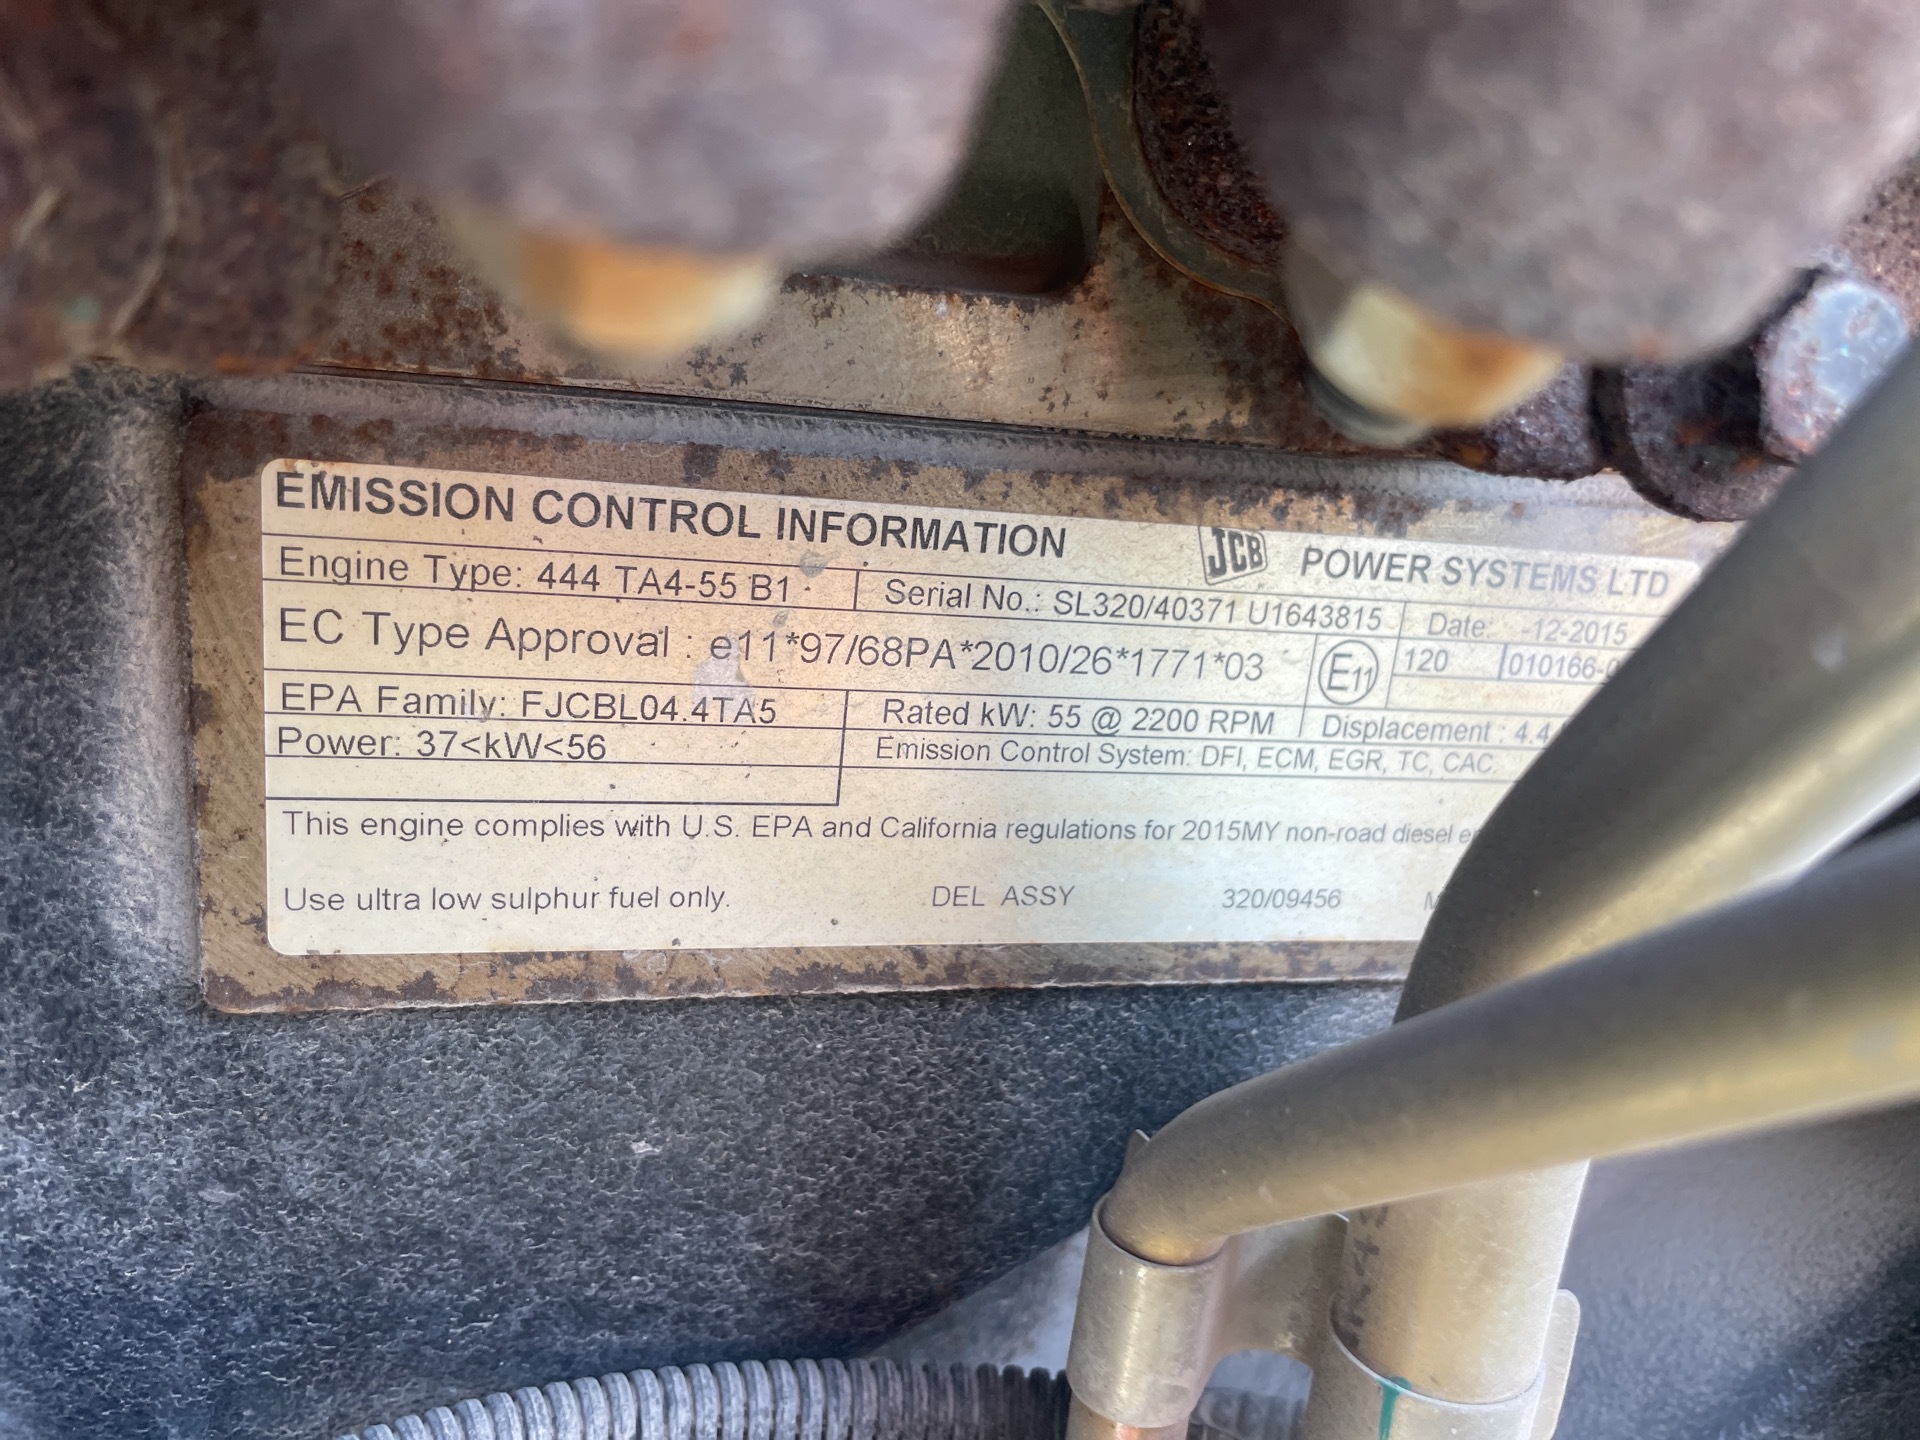 EMISSION CONTROL INFORMATION JCB POWER SYSTEMS LTD
Engine Type: 444 TA4-55 B1 Serial No.: SL320/40371 U1643815 Date: -12-2015
EC Type Approval : e11*97/68PA*2010/26*1771*03 E11 120 010166-
EPA Family: FJCBL04.4TA5 Rated kW: 55 @ 2200 RPM Displacement : 4.4
Power: 37<kW<56 Emission Control System: DFI, ECM, EGR, TC, CAC.
This engine complies with U.S. EPA and California regulations for 2015MY non-road diesel
Use ultra low sulphur fuel only. DEL ASSY 320/09456